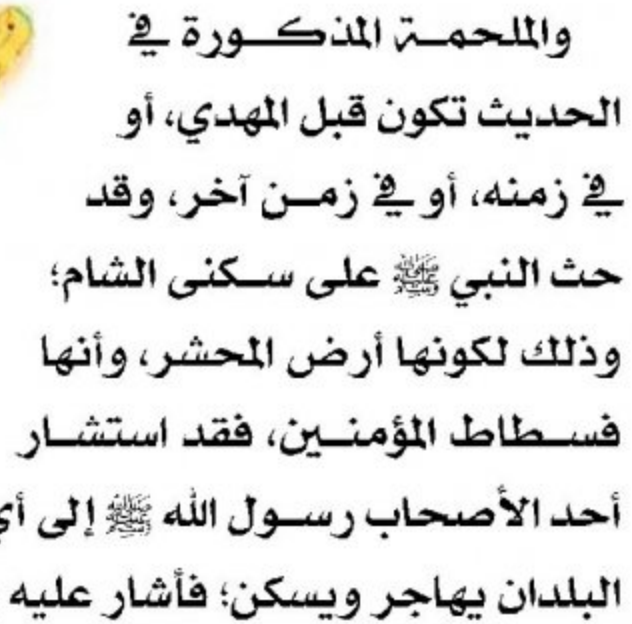 والملحمة المذكورة في
الحديث تكون قبل المهدي، أو
في زمنه، أو في زمن آخر، وقد
حث النبي ﷺ على سكنى الشام؛
وذلك لكونها أرض المحشر، وأنها
فسطاط المؤمنين، فقد استشار
أحد الأصحاب رسول الله ﷺ إلى أي
البلدان يهاجر ويسكن؛ فأشار عليه